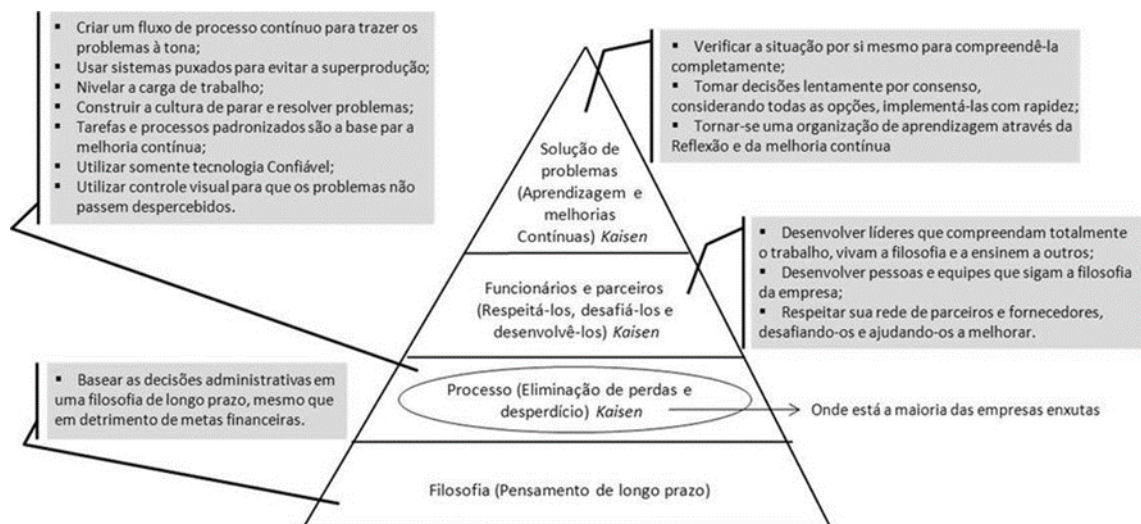 ▪ Criar um fluxo de processo contínuo para trazer os
problemas à tona;
▪ Usar sistemas puxados para evitar a superprodução;
▪ Nivelar a carga de trabalho;
▪ Construir a cultura de parar e resolver problemas;
▪ Tarefas e processos padronizados são a base par a
melhoria contínua;
▪ Utilizar somente tecnologia Confiável;
▪ Utilizar controle visual para que os problemas não
passem despercebidos.
▪ Verificar a situação por si mesmo para compreendê-la
completamente;
▪ Tomar decisões lentamente por consenso,
considerando todas as opções, implementá-las com rapidez;
▪ Tornar-se uma organização de aprendizagem através da
Reflexão e da melhoria contínua
Solução de
problemas
(Aprendizagem e
melhorias
Contínuas) Kaisen
▪ Desenvolver líderes que compreendam totalmente
o trabalho, vivam a filosofia e a ensinem a outros;
▪ Desenvolver pessoas e equipes que sigam a filosofia
da empresa;
▪ Respeitar sua rede de parceiros e fornecedores,
desafiando-os e ajudando-os a melhorar.
Funcionários e parceiros
(Respeitá-los, desafiá-los e
desenvolvê-los) Kaisen
▪ Basear as decisões administrativas em
uma filosofia de longo prazo, mesmo que
em detrimento de metas financeiras.
Processo (Eliminação de perdas e
desperdício) Kaisen
Onde está a maioria das empresas enxutas
Filosofia (Pensamento de longo prazo)